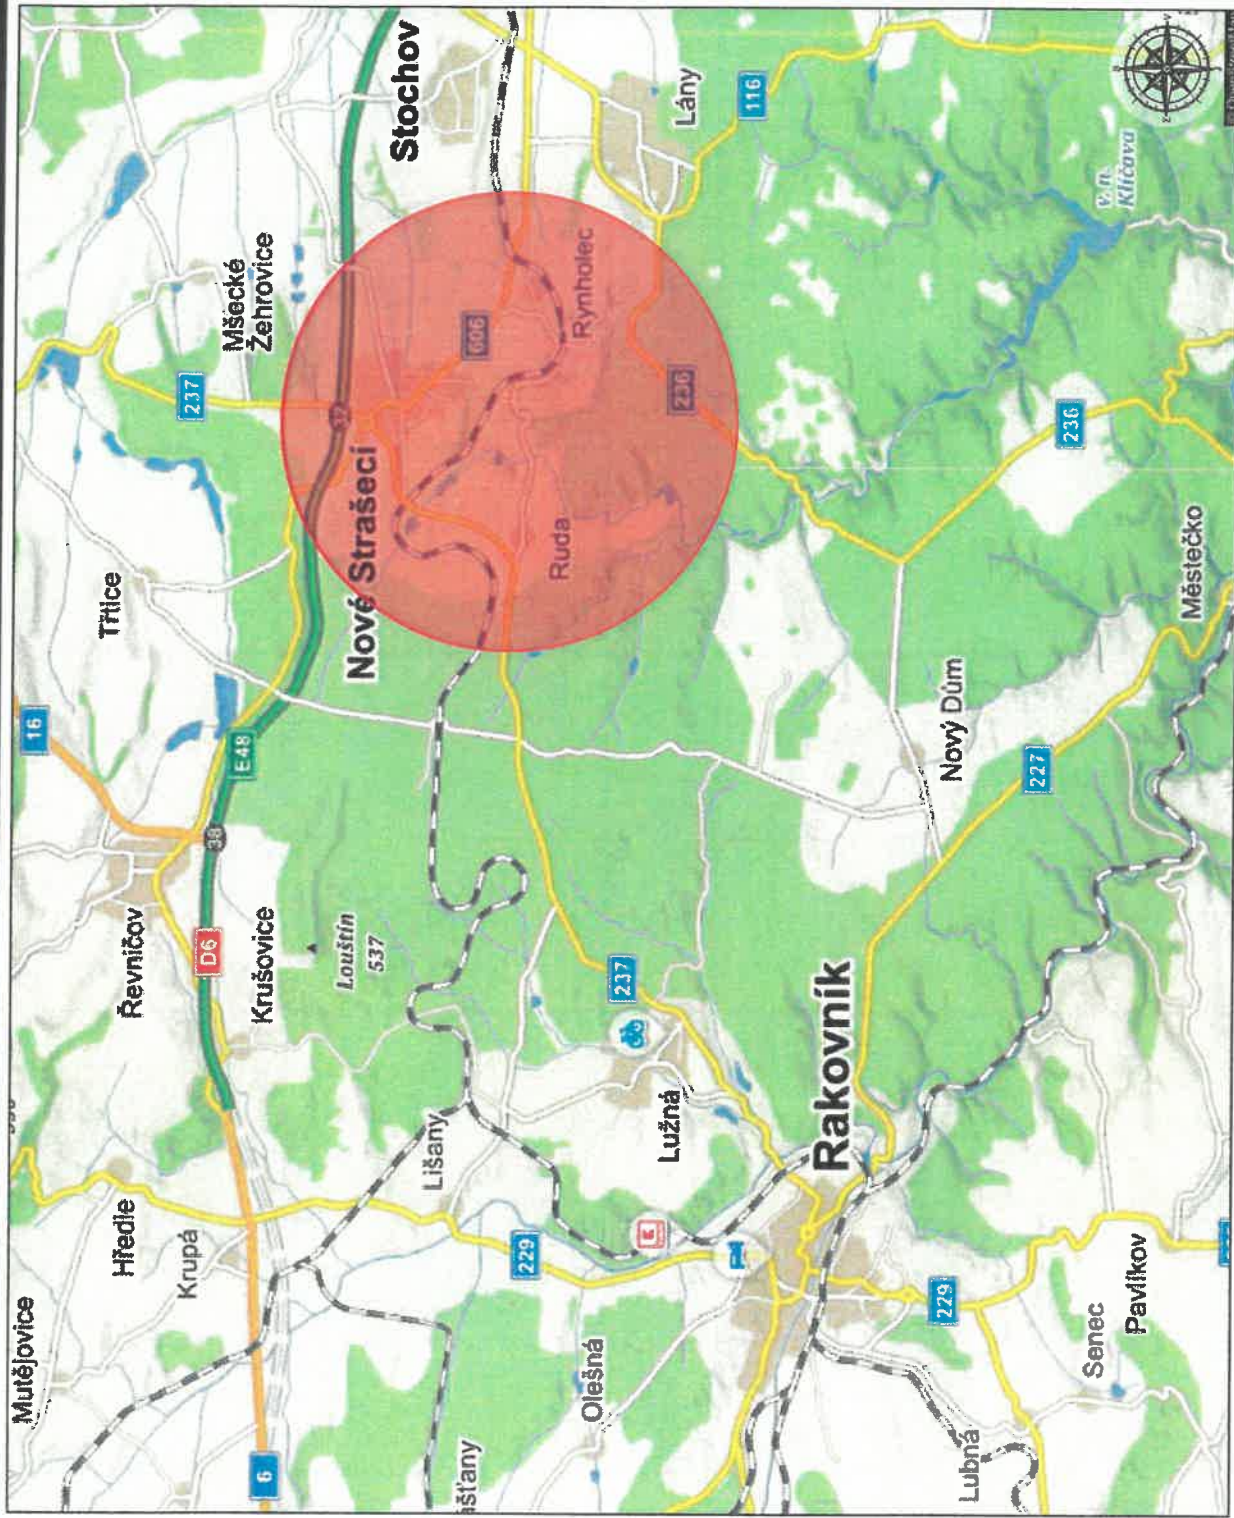 Mutějovice
16
Třtice
Hředle
Řevničov
Krupá
237
D6
38
Mšecké
Žehrovice
E48
6
Krušovice
Louštín
537
Nové Strašecí
Stochov
Lišany
šťany
606
229
Ruda
Rynholec
Olešná
237
Lužná
236
Lány
116
Rakovník
229
Nový Dům
Lubná
227
236
Senec
V. n.
Klíčava
Pavlíkov
Městečko